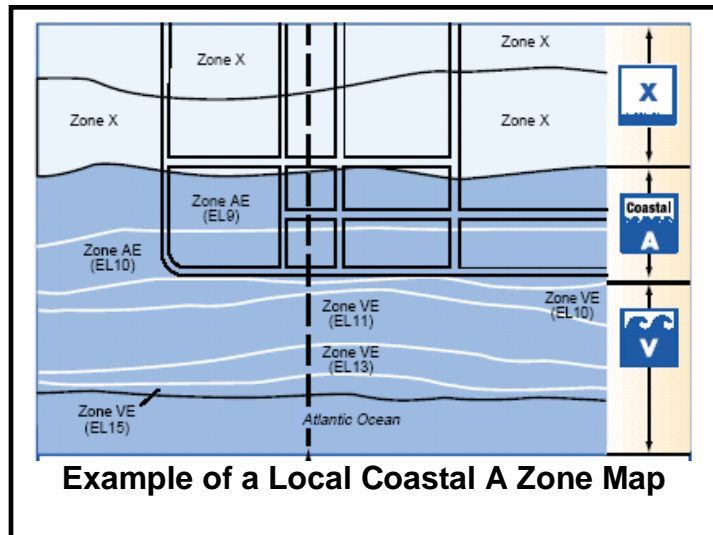 Zone X
Zone X
Zone X
Zone X
X
Zone AE
(EL9)
Coastal
A
Zone AE
(EL10)
Zone VE
(EL11)
Zone VE
(EL10)
V
Zone VE
(EL13)
Zone VE
(EL15)
Atlantic Ocean
Example of a Local Coastal A Zone Map